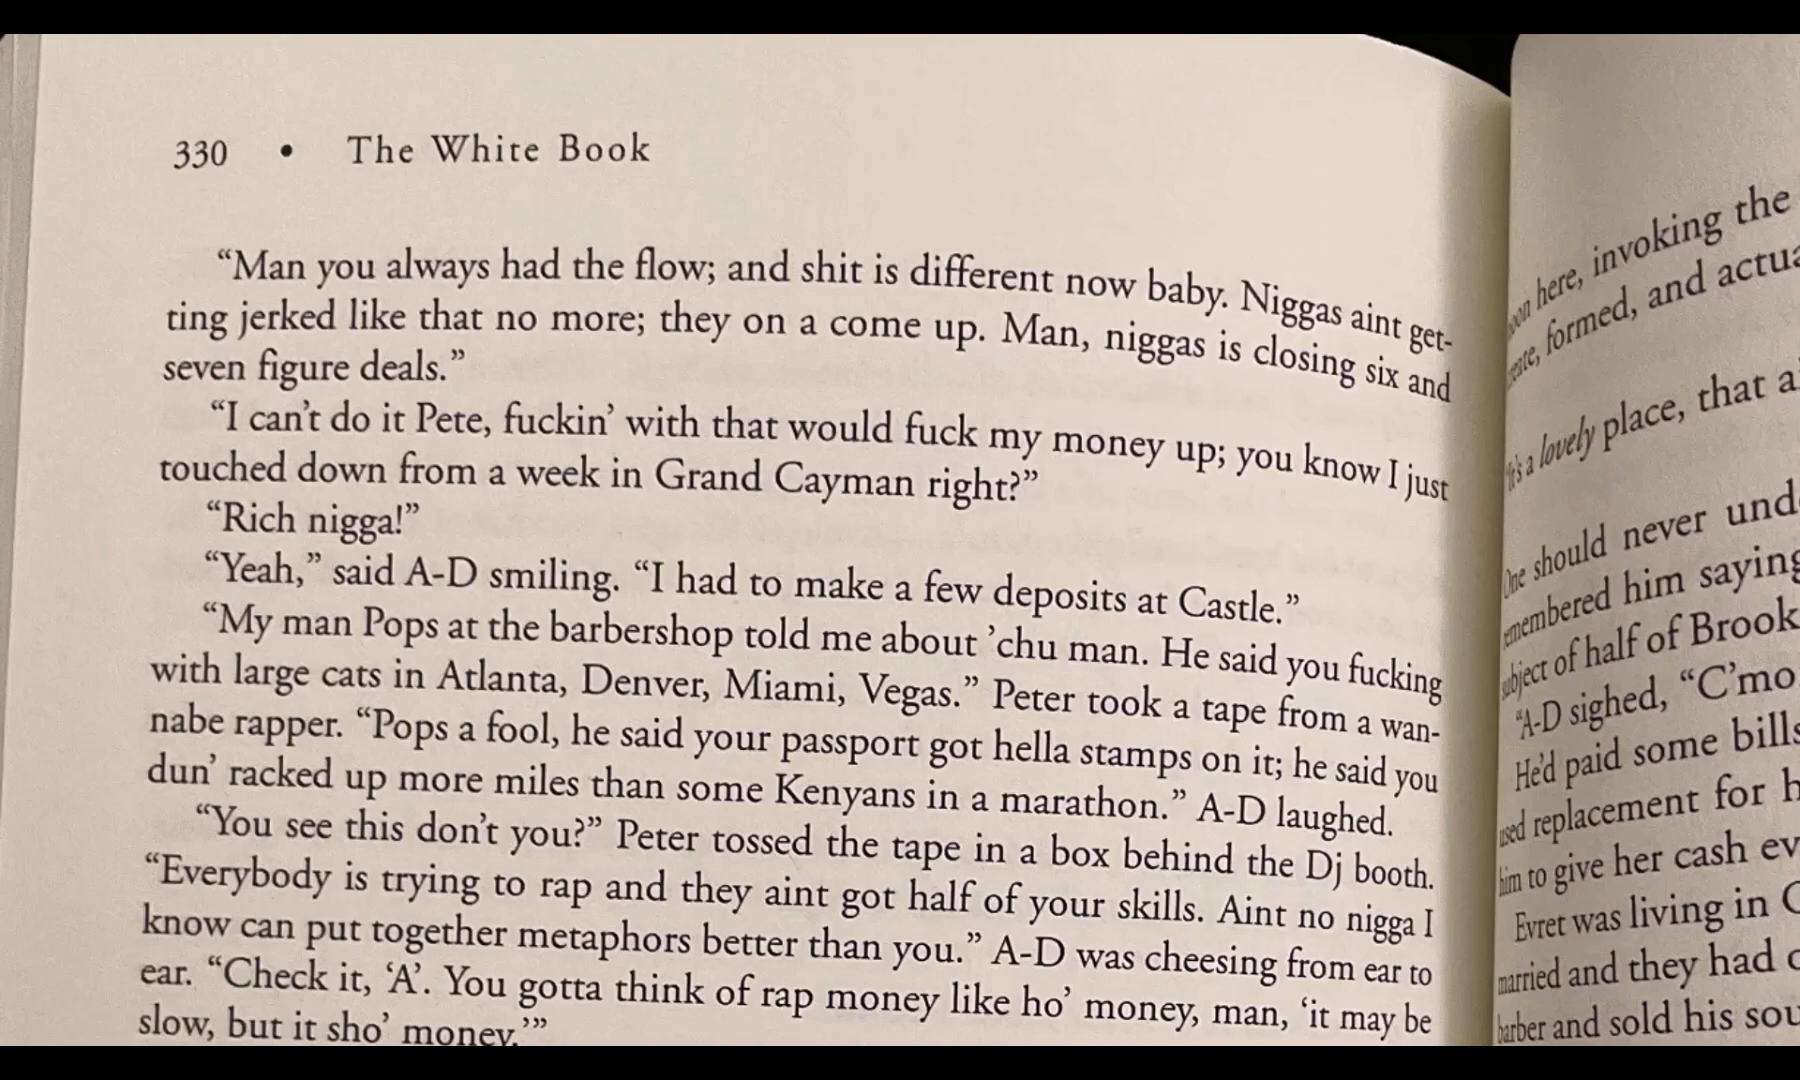 330 • The White Book
“Man you always had the flow; and shit is different now baby. Niggas aint get-
ting jerked like that no more; they on a come up. Man, niggas is closing six and
seven figure deals.”
“I can’t do it Pete, fuckin’ with that would fuck my money up; you know I just
touched down from a week in Grand Cayman right?”
“Rich nigga!”
“Yeah,” said A-D smiling. “I had to make a few deposits at Castle.”
“My man Pops at the barbershop told me about ’chu man. He said you fucking
with large cats in Atlanta, Denver, Miami, Vegas.” Peter took a tape from a wan-
nabe rapper. “Pops a fool, he said your passport got hella stamps on it; he said you
dun’ racked up more miles than some Kenyans in a marathon.” A-D laughed.
“You see this don’t you?” Peter tossed the tape in a box behind the Dj booth.
“Everybody is trying to rap and they aint got half of your skills. Aint no nigga I
know can put together metaphors better than you.” A-D was cheesing from ear to
ear. “Check it, ‘A’. You gotta think of rap money like ho’ money, man, ‘it may be
slow, but it sho’ money.’”
here, invoking the
formed, and
lovely place, that
One should never
him saying
of half of
“A-D sighed,
He’d paid some bills
replacement for
him to give her cash
Evret was living in
married and they had
barber and sold his